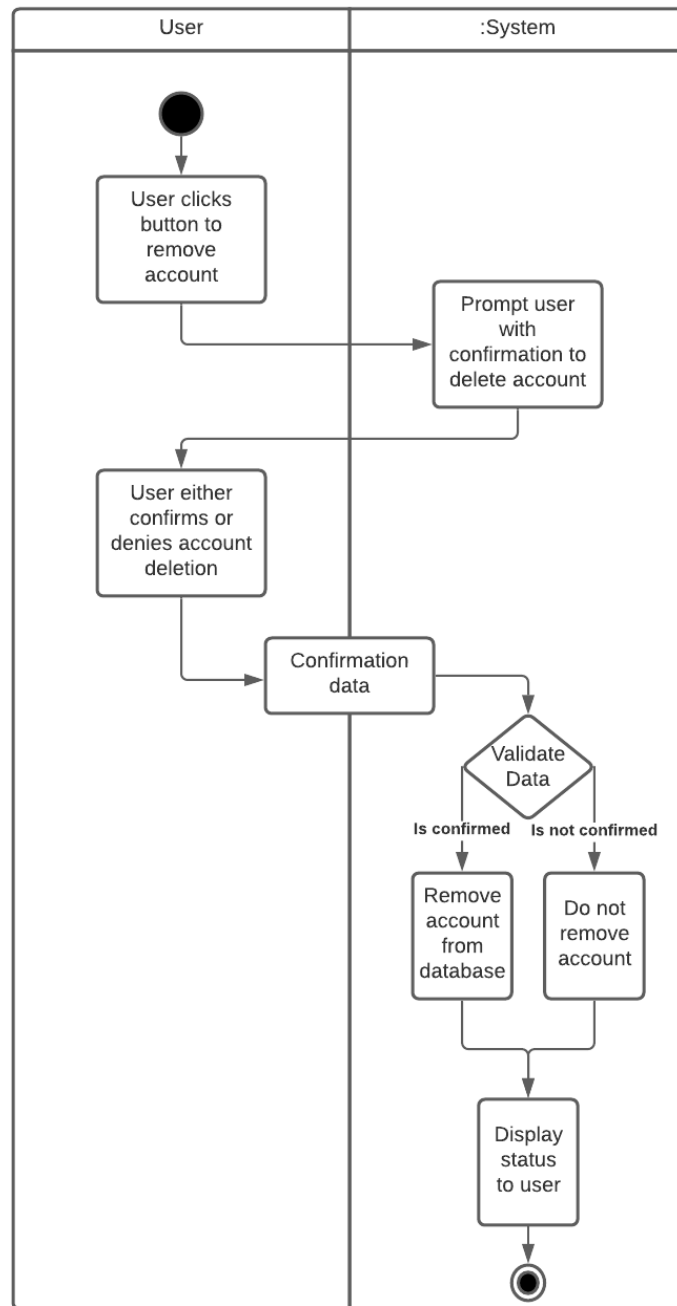 User
:System
User clicks
button to
remove
account
Prompt user
with
confirmation to
delete account
User either
confirms or
denies account
deletion
Confirmation
data
Validate
Data
Is confirmed
Is not confirmed
Remove
account
from
database
Do not
remove
account
Display
status
to user